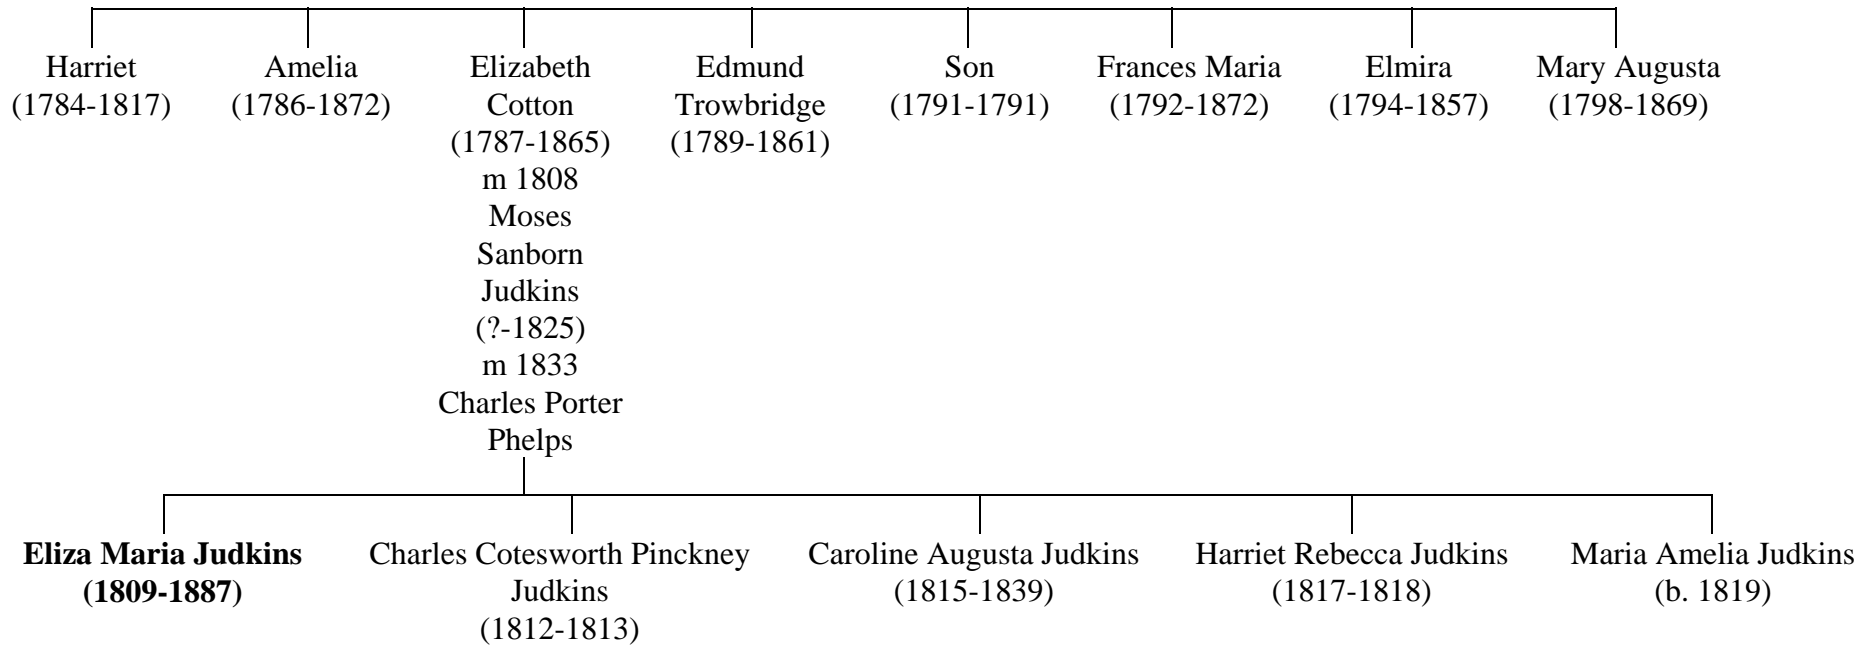 Harriet
(1784-1817)
Amelia
(1786-1872)
Elizabeth
Cotton
(1787-1865)
m 1808
Moses
Sanborn
Judkins
(?-1825)
m 1833
Charles Porter
Phelps
Edmund
Trowbridge
(1789-1861)
Son
(1791-1791)
Frances Maria
(1792-1872)
Elmira
(1794-1857)
Mary Augusta
(1798-1869)
Eliza Maria Judkins
(1809-1887)
Charles Cotesworth Pinckney
Judkins
(1812-1813)
Caroline Augusta Judkins
(1815-1839)
Harriet Rebecca Judkins
(1817-1818)
Maria Amelia Judkins
(b. 1819)